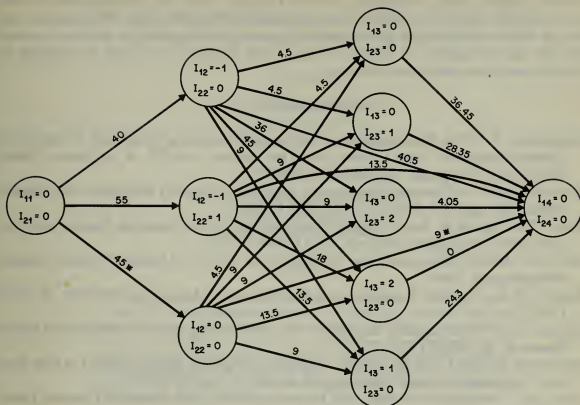 I₁₁ = 0
I₂₁ = 0
I₁₂ = -1
I₂₂ = 0
I₁₂ = -1
I₂₂ = 1
I₁₂ = 0
I₂₂ = 0
I₁₃ = 0
I₂₃ = 0
I₁₃ = 0
I₂₃ = 1
I₁₃ = 0
I₂₃ = 2
I₁₃ = 2
I₂₃ = 0
I₁₃ = 1
I₂₃ = 0
I₁₄ = 0
I₂₄ = 0
40
55
45*
4.5
4.5
36
45
9
4.5
9
13.5
9
18
13.5
40.5
4.5
9
9
9*
13.5
9
36.45
28.35
4.05
0
24.3